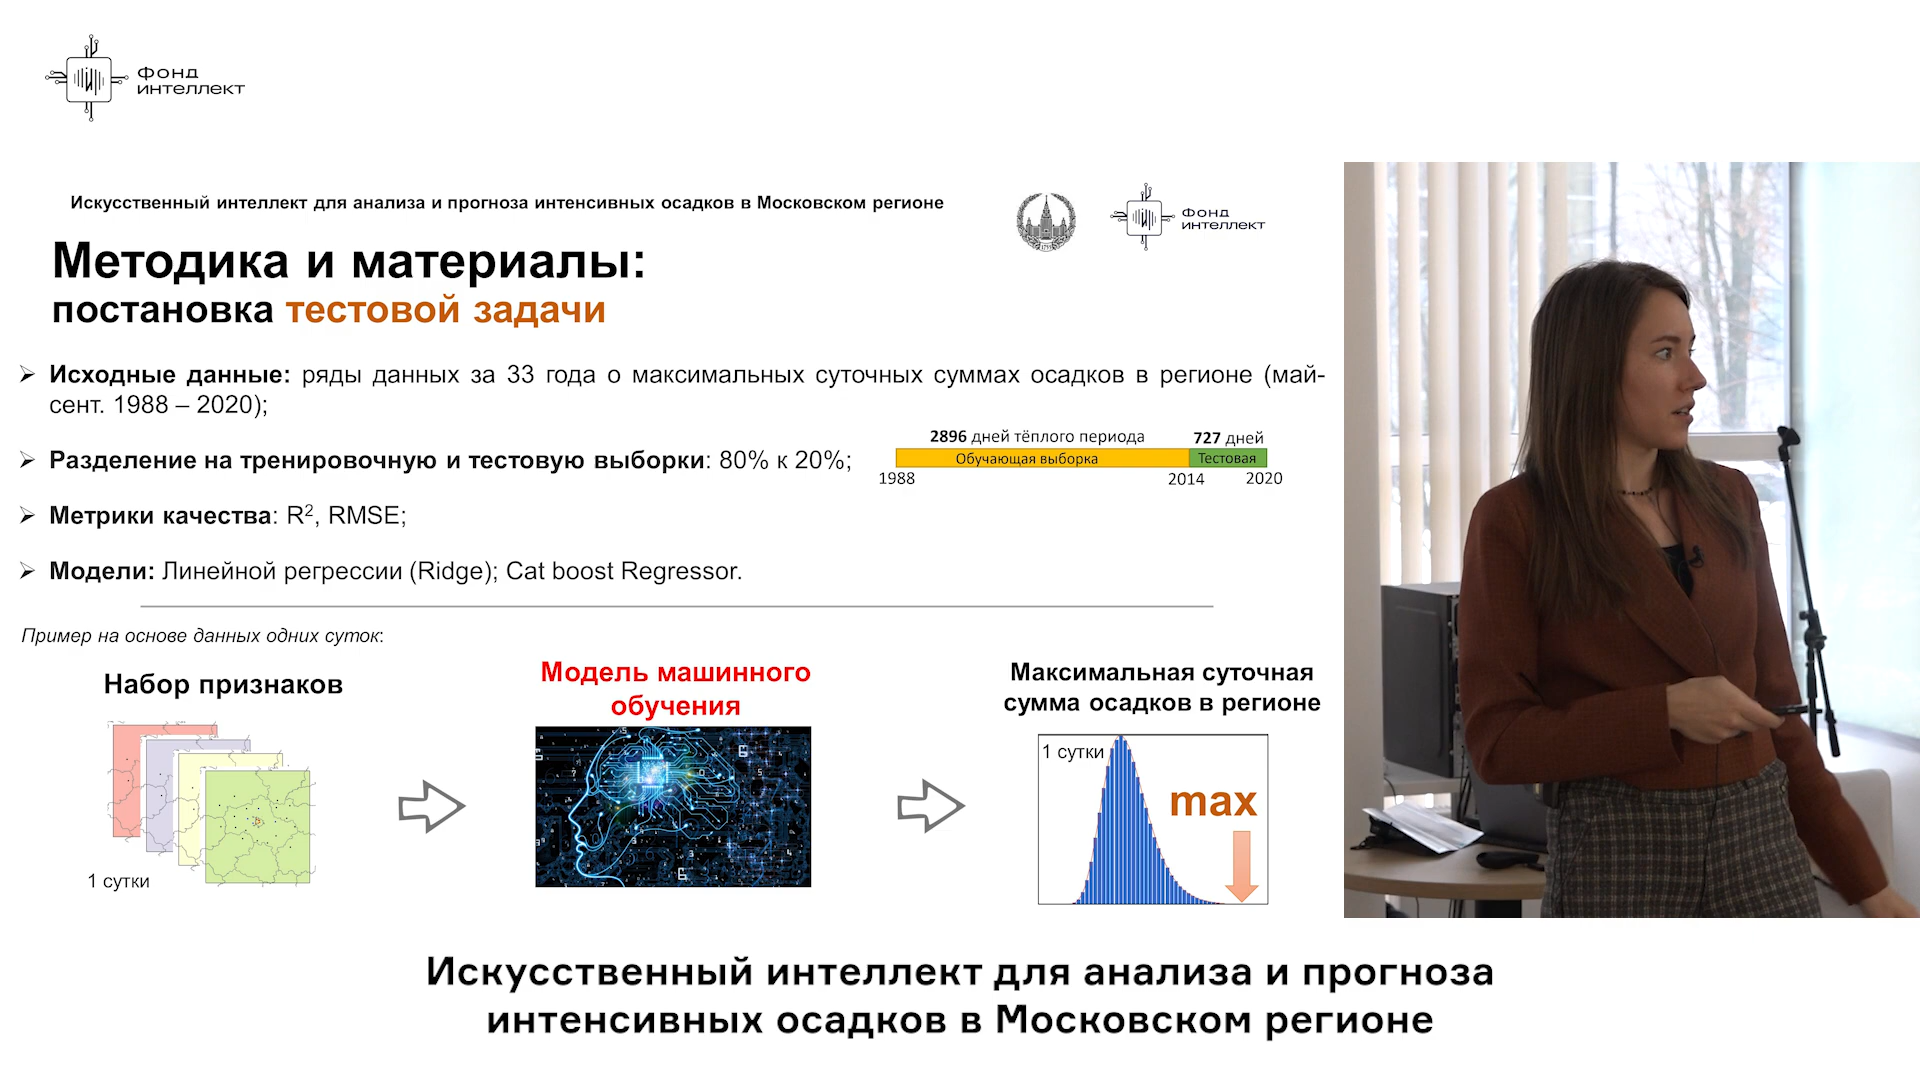 Фонд
интеллект
Искусственный интеллект для анализа и прогноза интенсивных осадков в Московском регионе
Фонд
интеллект
Методика и материалы:
постановка тестовой задачи
➢ Исходные данные: ряды данных за 33 года о максимальных суточных суммах осадков в регионе (май-
сент. 1988 – 2020);
2896 дней тёплого периода 727 дней
➢ Разделение на тренировочную и тестовую выборки: 80% к 20%;
Обучающая выборка Тестовая
1988 2014 2020
➢ Метрики качества: R², RMSE;
➢ Модели: Линейной регрессии (Ridge); Cat boost Regressor.
Пример на основе данных одних суток:
Набор признаков
1 сутки
Модель машинного
обучения
Максимальная суточная
сумма осадков в регионе
1 сутки
max
Искусственный интеллект для анализа и прогноза
интенсивных осадков в Московском регионе